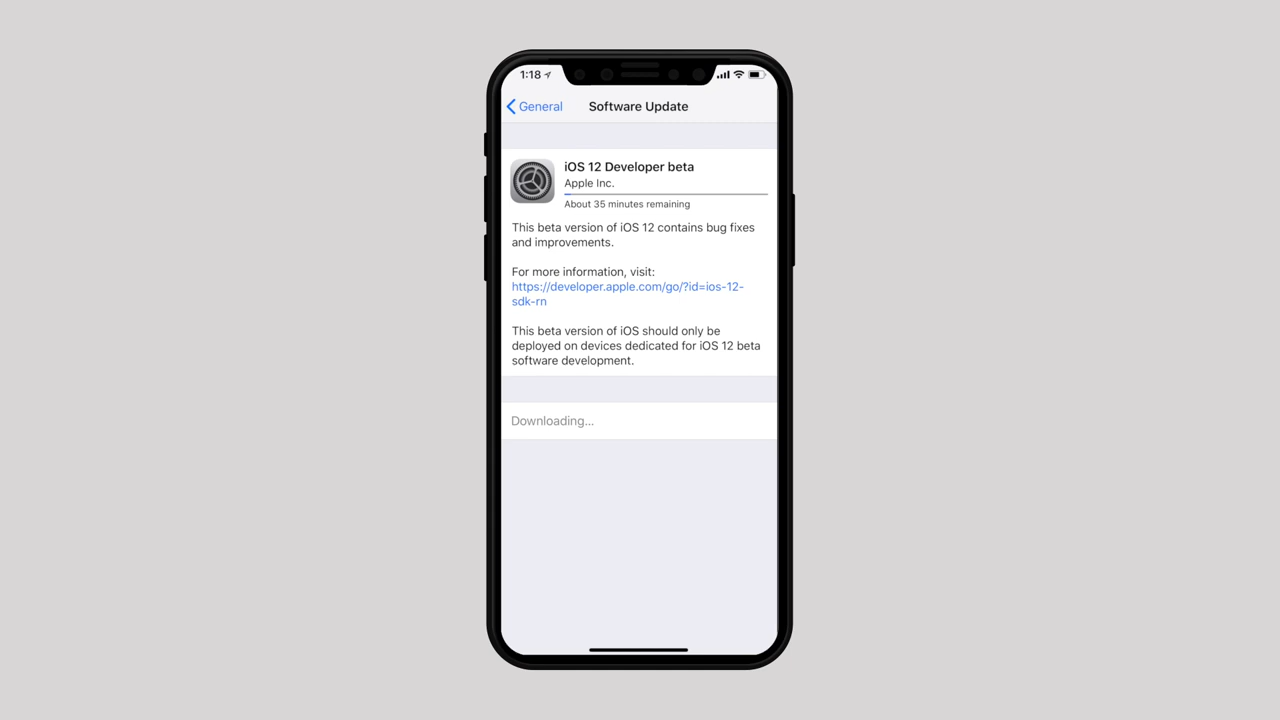 1:18
General
Software Update
iOS 12 Developer beta
Apple Inc.
About 35 minutes remaining
This beta version of iOS 12 contains bug fixes
and improvements.
For more information, visit:
https://developer.apple.com/go/?id=ios-12-
sdk-rn
This beta version of iOS should only be
deployed on devices dedicated for iOS 12 beta
software development.
Downloading...